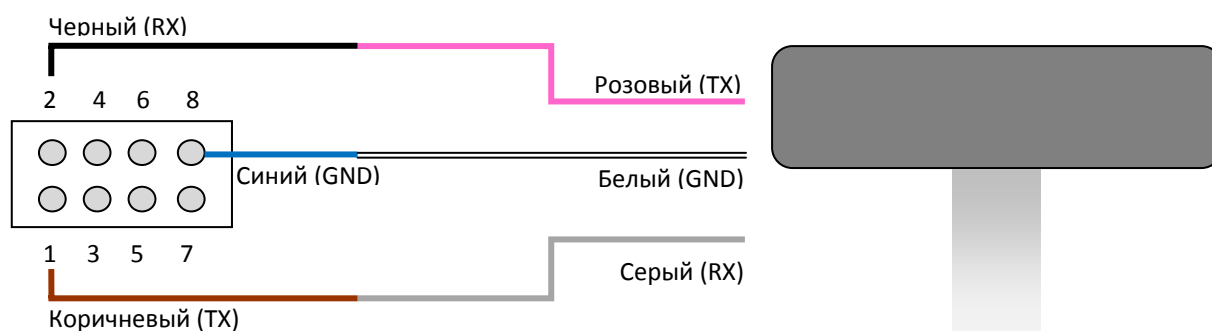 Черный (RX)
Розовый (TX)
2 4 6 8
Синий (GND)
Белый (GND)
1 3 5 7
Серый (RX)
Коричневый (TX)